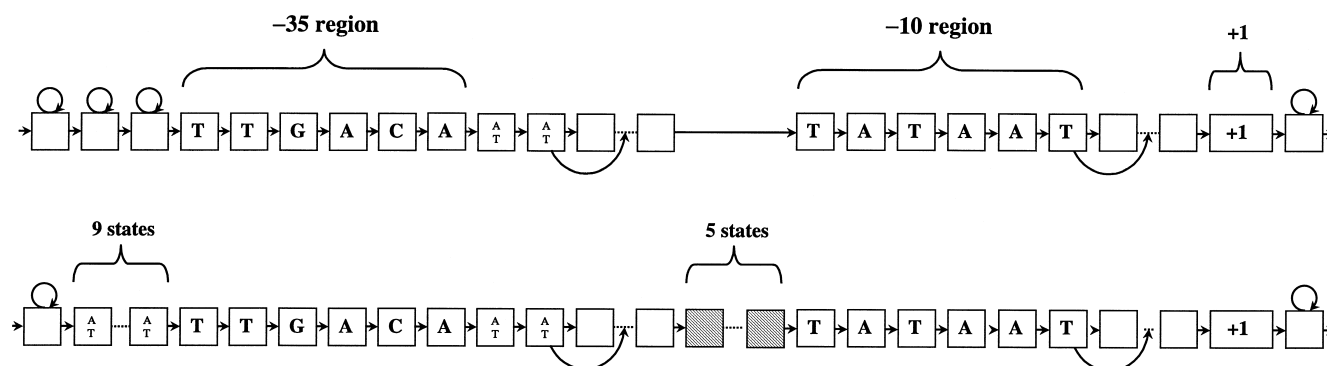 −35 region
−10 region
+1
T T G A C A A T A T T A T A A T +1
9 states
5 states
A T A T T T G A C A A T A T T A T A A T +1